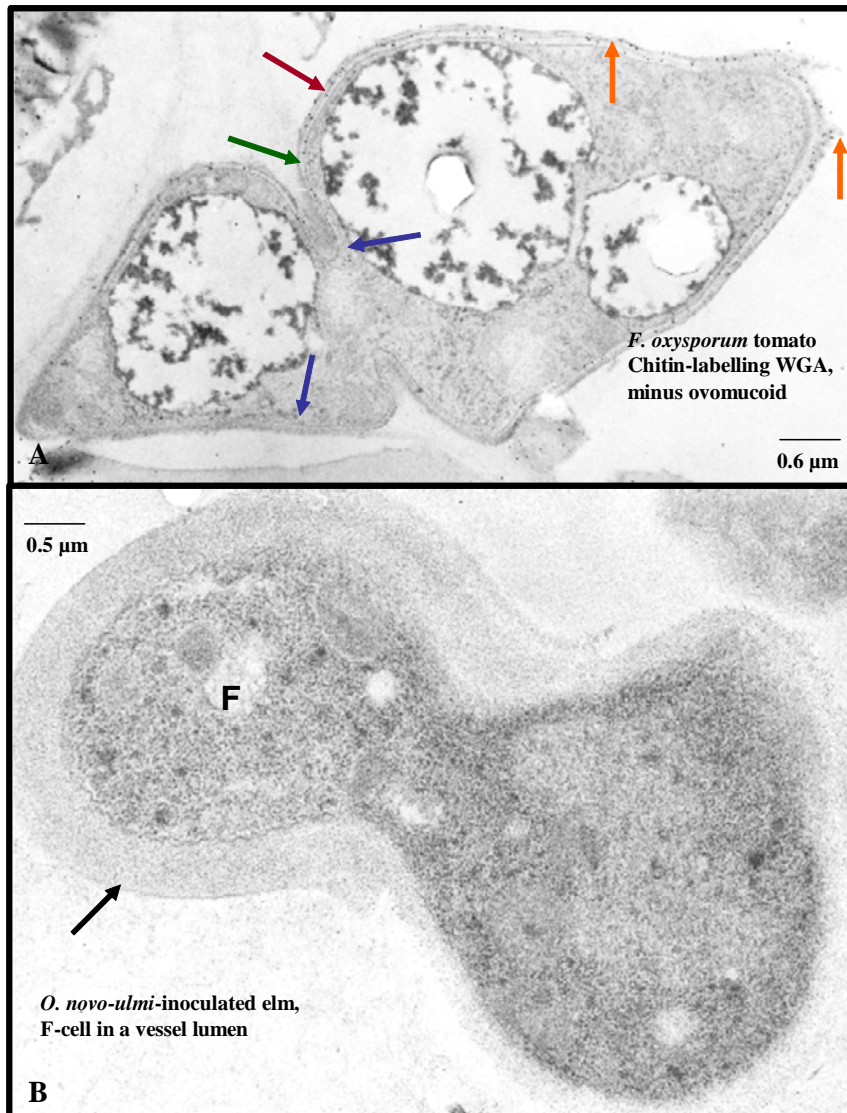 F. oxysporum tomato
Chitin-labelling WGA,
minus ovomucoid
A
0.6 µm
0.5 µm
F
O. novo-ulmi-inoculated elm,
F-cell in a vessel lumen
B